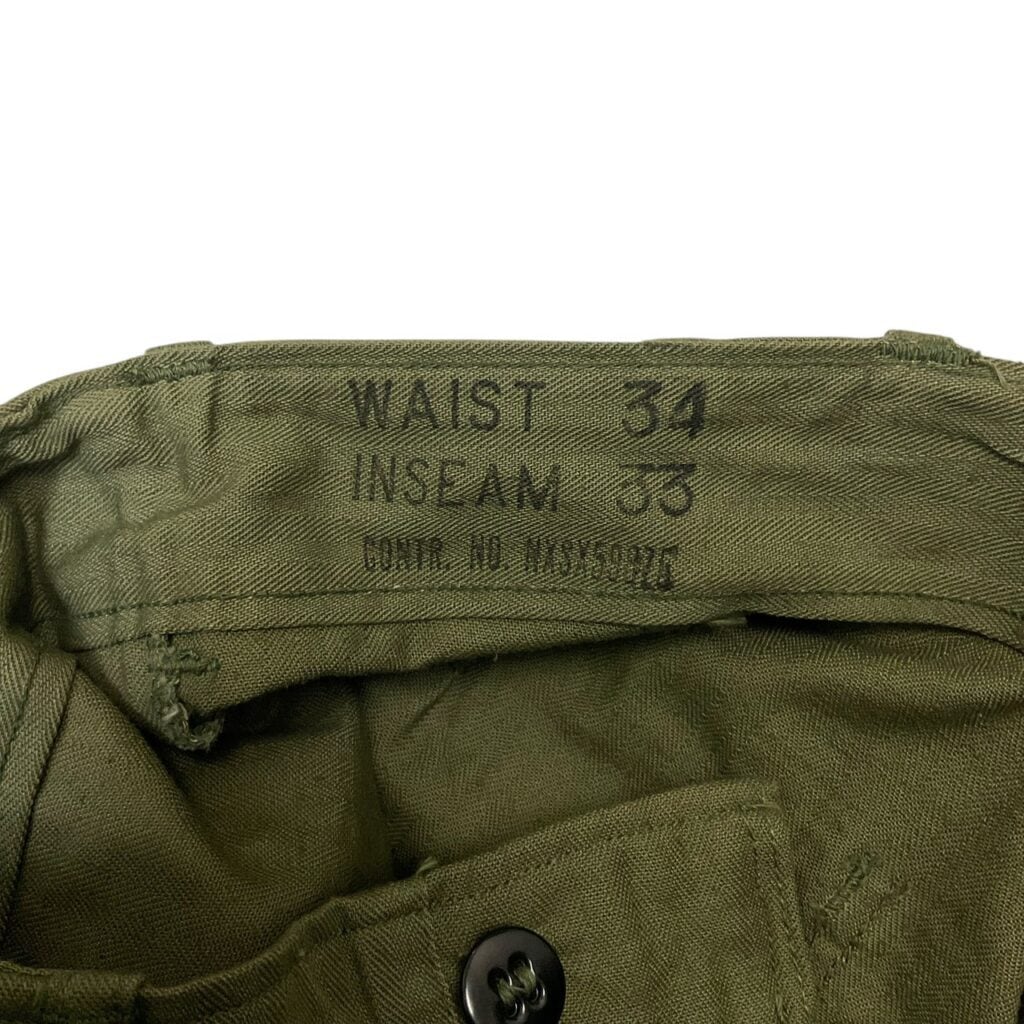 WAIST 34
INSEAM 33
CONTR. NO.